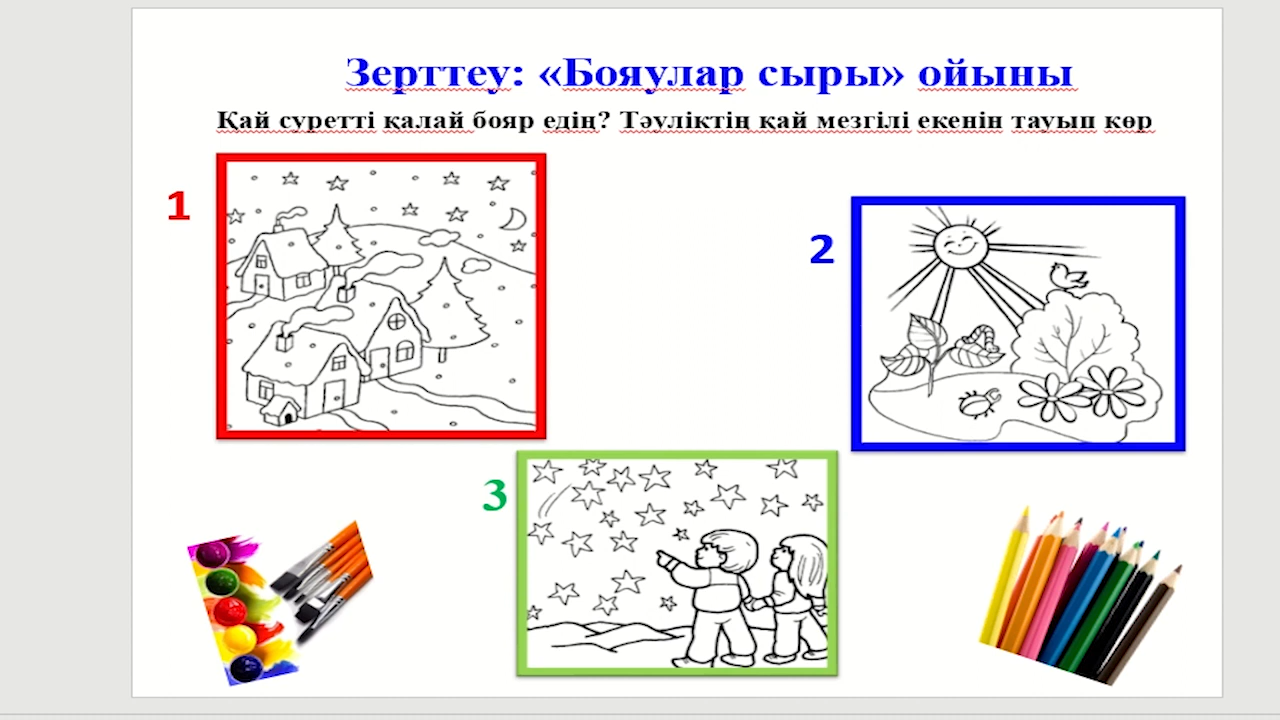 Зерттеу: «Бояулар сыры» ойыны
Қай суретті қалай бояр едің? Тәуліктің қай мезгілі екенін тауып көр
1
2
3